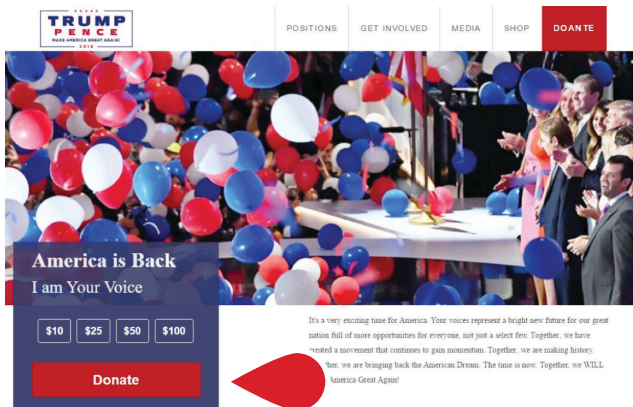 TRUMP
PENCE
MAKE AMERICA GREAT AGAIN!
2016
POSITIONS GET INVOLVED MEDIA SHOP DOANTE
America is Back
I am Your Voice
$10 $25 $50 $100
Donate
It's a very exciting time for America. Your voices represent a bright new future for our great
nation full of more opportunities for everyone, not just a select few. Together, we have
created a movement that continues to gain momentum. Together, we are making history.
ther, we are bringing back the American Dream. The time is now. Together, we WILL
America Great Again!